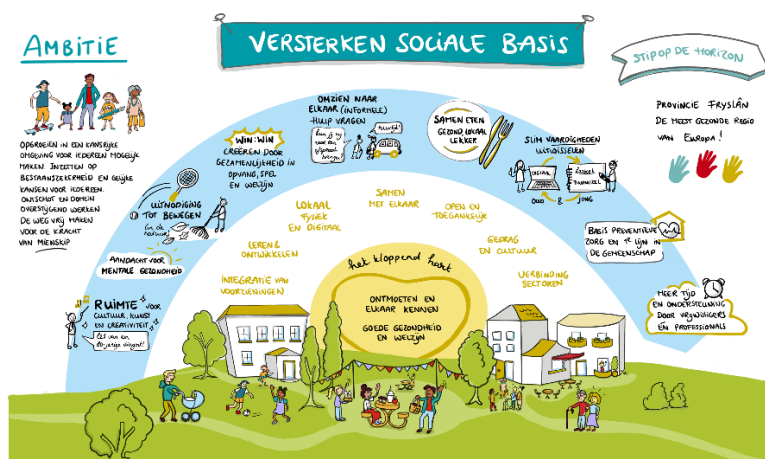 AMBITIE
VERSTERKEN SOCIALE BASIS
STIP OP DE HORIZON
PROVINCIE FRYSLÂN
DE MEEST GEZONDE REGIO
VAN EUROPA!
OPGROEIEN IN EEN KANSRIJKE
OMGEVING VOOR IEDEREEN MOGELIJK
MAKEN. INZETTEN OP
BESTAANSZEKERHEID EN GELIJKE
KANSEN VOOR IEDEREEN.
ONTSCHOT EN DOMEIN
OVERSTIJGEND WERKEN
DE WEG VRIJ MAKEN
VOOR DE KRACHT
VAN MIENSKIP
RUIMTE VOOR
CULTUUR, KUNST
EN CREATIVITEIT
AANDACHT VOOR
MENTALE GEZONDHEID
UITNODIGING
TOT BEWEGEN
(in de
natuur)
WIN:WIN
CREËREN DOOR
GEZAMENLIJKHEID IN
OPVANG, SPEL
EN WELZIJN
OMZIEN NAAR
ELKAAR (INFORMELE)
HULP VRAGEN
SAMEN ETEN
GEZOND, LOKAAL
LEKKER
SLIM VAARDIGHEDEN
UITWISSELEN
DIGITAAL
OUD & JONG
BASIS PREVENTIEVE
ZORG EN 1e LIJN IN
DE GEMEENSCHAP
MEER TIJD
EN ONDERSTEUNING
DOOR VRIJWILLIGERS
EN PROFESSIONALS
INTEGRATIE VAN
VOORZIENINGEN
LEREN &
ONTWIKKELEN
LOKAAL
FYSIEK
EN DIGITAAL
SAMEN
MET ELKAAR
OPEN EN
TOEGANKELIJK
GEDRAG
EN CULTUUR
VERBINDING
SECTOREN
het kloppend hart
ONTMOETEN EN
ELKAAR KENNEN
GOEDE GEZONDHEID
EN WELZIJN